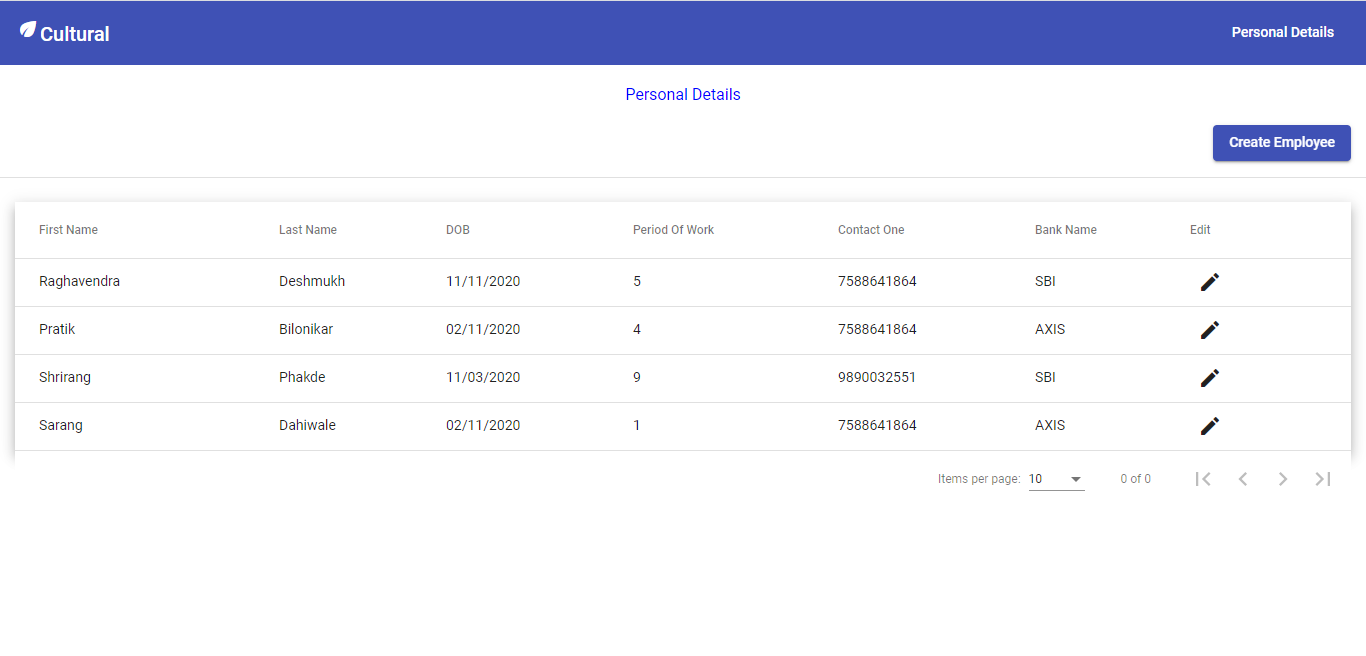 Cultural
Personal Details
Personal Details
Create Employee
First Name Last Name DOB Period Of Work Contact One Bank Name Edit
Raghavendra Deshmukh 11/11/2020 5 7588641864 SBI
Pratik Bilonikar 02/11/2020 4 7588641864 AXIS
Shrirang Phakde 11/03/2020 9 9890032551 SBI
Sarang Dahiwale 02/11/2020 1 7588641864 AXIS
Items per page: 10 0 of 0